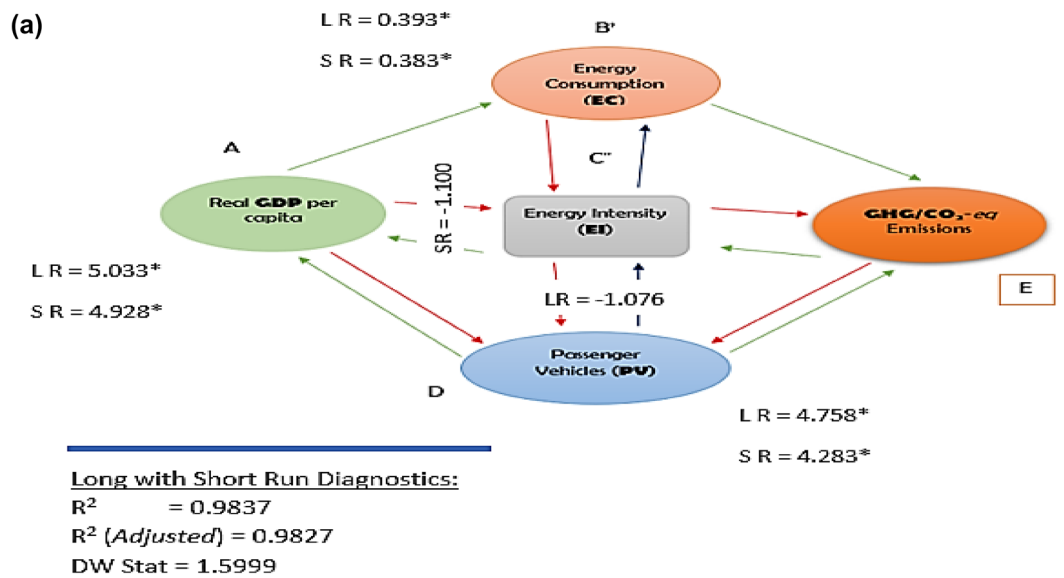 (a)
L R = 0.393*
S R = 0.383*
B'
Energy
Consumption
(EC)
A
C"
Real GDP per
capita
SR = -1.100
Energy Intensity
(EI)
GHG/CO₂-eq
Emissions
L R = 5.033*
S R = 4.928*
LR = -1.076
E
Passenger
Vehicles (PV)
D
L R = 4.758*
S R = 4.283*
Long with Short Run Diagnostics:
R² = 0.9837
R² (Adjusted) = 0.9827
DW Stat = 1.5999